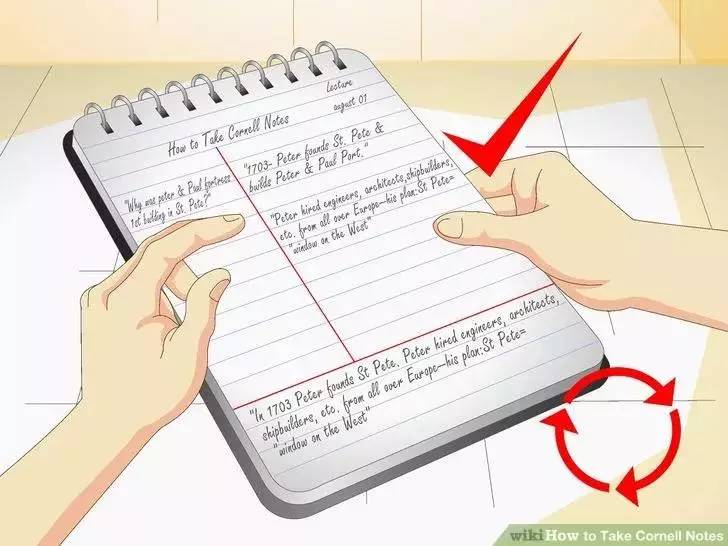 Lecture
august 01
How to Take Cornell Notes
"Why was peter & Paul fortress
1st building in St. Pete?"
"1703- Peter founds St. Pete &
builds Peter & Paul Port."
"Peter hired engineers, architects,shipbuilders,
etc. from all over Europe—his plan:St Pete=
"window on the West"
"In 1703 Peter founds St Pete. Peter hired engineers, architects,
shipbuilders, etc. from all over Europe—his plan:St Pete=
"window on the West"
wikiHow to Take Cornell Notes